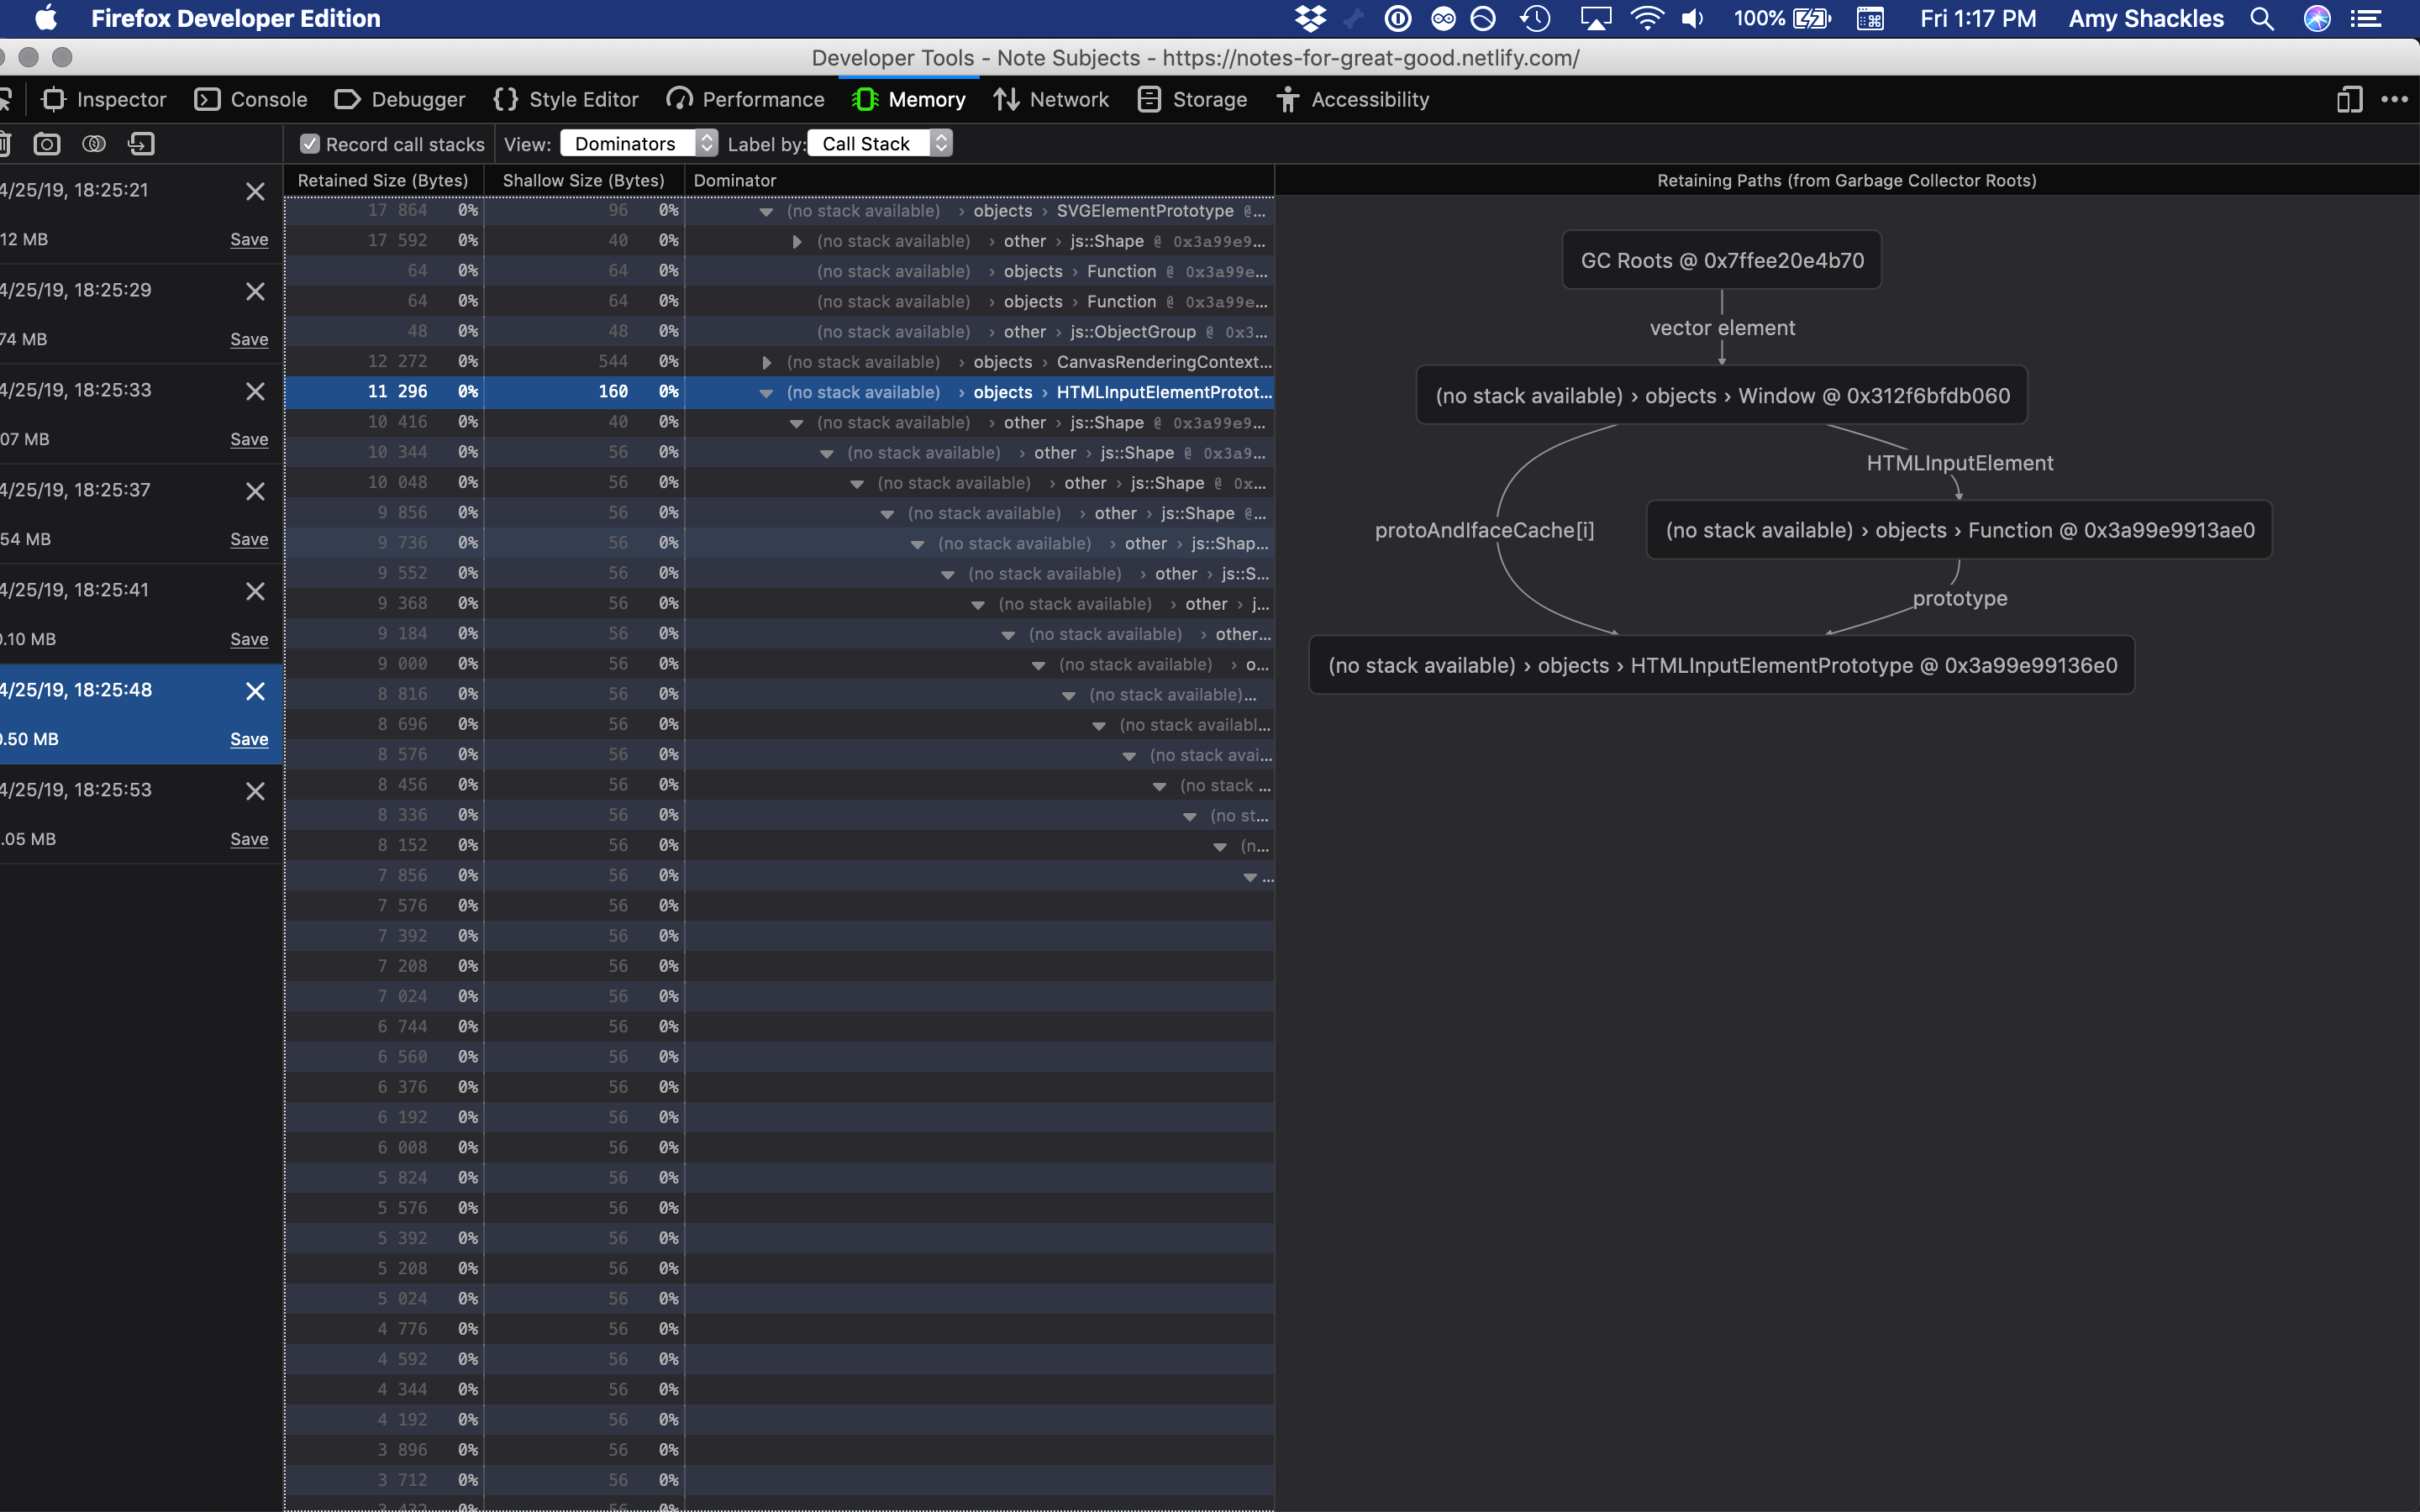 Firefox Developer Edition 100% Fri 1:17 PM Amy Shackles
Developer Tools - Note Subjects - https://notes-for-great-good.netlify.com/
Inspector Console Debugger Style Editor Performance Memory Network Storage Accessibility
Record call stacks View: Dominators Label by: Call Stack
Retained Size (Bytes) Shallow Size (Bytes) Dominator Retaining Paths (from Garbage Collector Roots)
4/25/19, 18:25:21
12 MB Save
4/25/19, 18:25:29
74 MB Save
4/25/19, 18:25:33
07 MB Save
4/25/19, 18:25:37
54 MB Save
4/25/19, 18:25:41
0.10 MB Save
4/25/19, 18:25:48
0.50 MB Save
4/25/19, 18:25:53
.05 MB Save
17 864 0% 96 0% (no stack available) › objects › SVGElementPrototype @...
17 592 0% 40 0% (no stack available) › other › js::Shape @ 0x3a99e9...
64 0% 64 0% (no stack available) › objects › Function @ 0x3a99e...
64 0% 64 0% (no stack available) › objects › Function @ 0x3a99e...
48 0% 48 0% (no stack available) › other › js::ObjectGroup @ 0x3...
12 272 0% 544 0% (no stack available) › objects › CanvasRenderingContext...
11 296 0% 160 0% (no stack available) › objects › HTMLInputElementProtot...
10 416 0% 40 0% (no stack available) › other › js::Shape @ 0x3a99e9...
10 344 0% 56 0% (no stack available) › other › js::Shape @ 0x3a9...
10 048 0% 56 0% (no stack available) › other › js::Shape @ 0x...
9 856 0% 56 0% (no stack available) › other › js::Shape @...
9 736 0% 56 0% (no stack available) › other › js::Shap...
9 552 0% 56 0% (no stack available) › other › js::S...
9 368 0% 56 0% (no stack available) › other › j...
9 184 0% 56 0% (no stack available) › other...
9 000 0% 56 0% (no stack available) › o...
8 816 0% 56 0% (no stack available)...
8 696 0% 56 0% (no stack availabl...
8 576 0% 56 0% (no stack avai...
8 456 0% 56 0% (no stack ...
8 336 0% 56 0% (no st...
8 152 0% 56 0% (n...
7 856 0% 56 0% ...
7 576 0% 56 0%
7 392 0% 56 0%
7 208 0% 56 0%
7 024 0% 56 0%
6 744 0% 56 0%
6 560 0% 56 0%
6 376 0% 56 0%
6 192 0% 56 0%
6 008 0% 56 0%
5 824 0% 56 0%
5 576 0% 56 0%
5 392 0% 56 0%
5 208 0% 56 0%
5 024 0% 56 0%
4 776 0% 56 0%
4 592 0% 56 0%
4 344 0% 56 0%
4 192 0% 56 0%
3 896 0% 56 0%
3 712 0% 56 0%
3 432 0% 56 0%
GC Roots @ 0x7ffee20e4b70
vector element
(no stack available) › objects › Window @ 0x312f6bfdb060
HTMLInputElement
protoAndIfaceCache[i]
(no stack available) › objects › Function @ 0x3a99e9913ae0
prototype
(no stack available) › objects › HTMLInputElementPrototype @ 0x3a99e99136e0